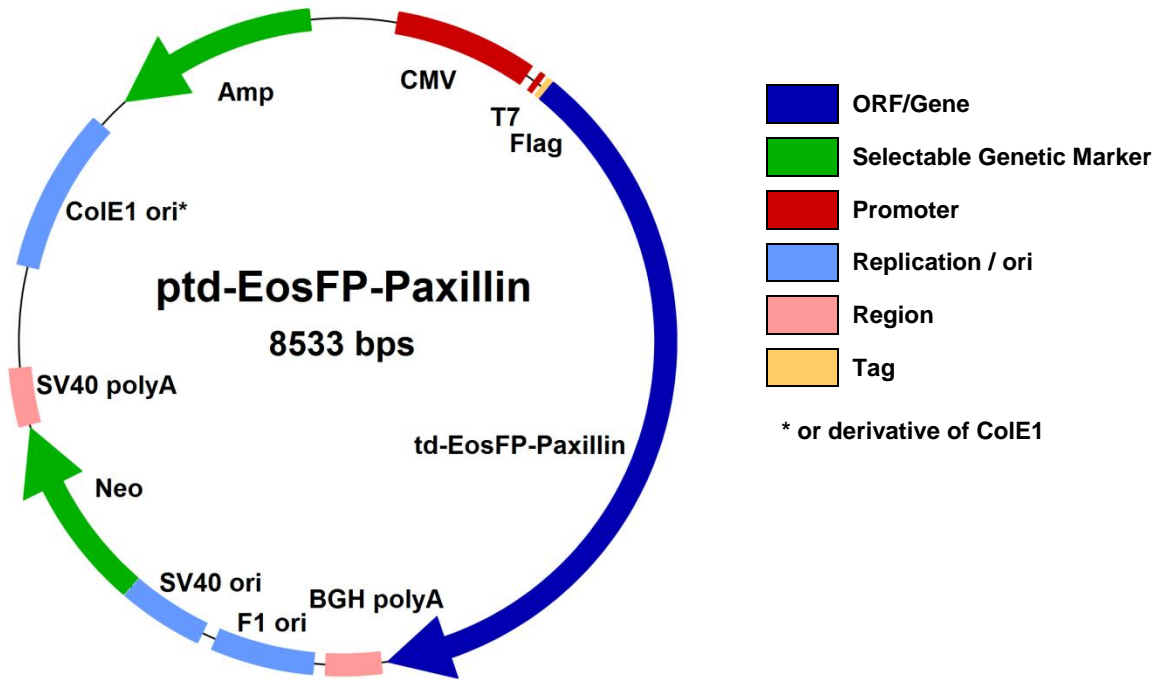 CMV
Amp
T7
Flag
ColE1 ori*
ptd-EosFP-Paxillin
8533 bps
SV40 polyA
td-EosFP-Paxillin
Neo
SV40 ori
BGH polyA
F1 ori
ORF/Gene
Selectable Genetic Marker
Promoter
Replication / ori
Region
Tag
* or derivative of ColE1